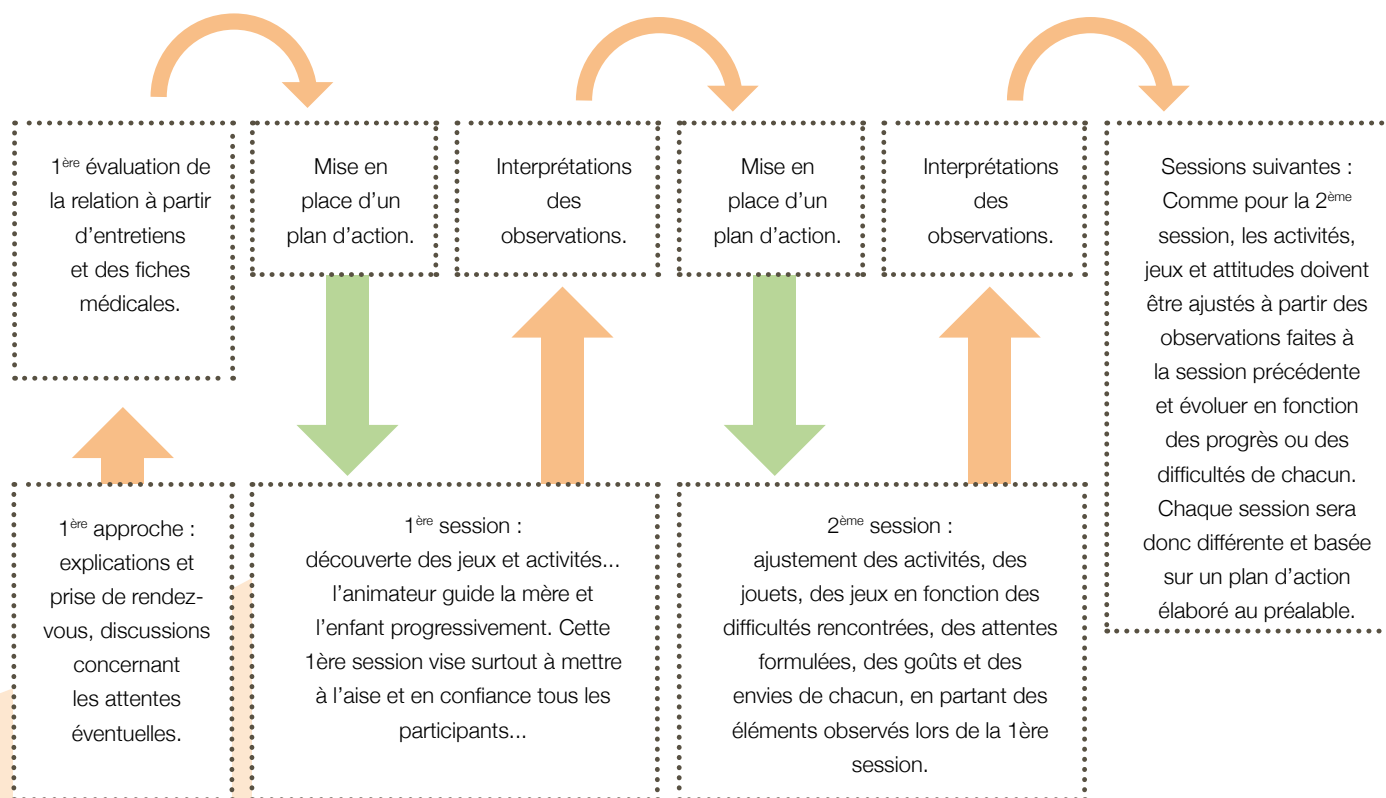 1ère évaluation de
la relation à partir
d'entretiens
et des fiches
médicales.
Mise en
place d'un
plan d'action.
Interprétations
des
observations.
Mise en
place d'un
plan d'action.
Interprétations
des
observations.
Sessions suivantes :
Comme pour la 2ème
session, les activités,
jeux et attitudes doivent
être ajustés à partir des
observations faites à
la session précédente
et évoluer en fonction
des progrès ou des
difficultés de chacun.
Chaque session sera
donc différente et basée
sur un plan d'action
élaboré au préalable.
1ère approche :
explications et
prise de rendez-
vous, discussions
concernant
les attentes
éventuelles.
1ère session :
découverte des jeux et activités...
l'animateur guide la mère et
l'enfant progressivement. Cette
1ère session vise surtout à mettre
à l'aise et en confiance tous les
participants...
2ème session :
ajustement des activités, des
jouets, des jeux en fonction des
difficultés rencontrées, des attentes
formulées, des goûts et des
envies de chacun, en partant des
éléments observés lors de la 1ère
session.